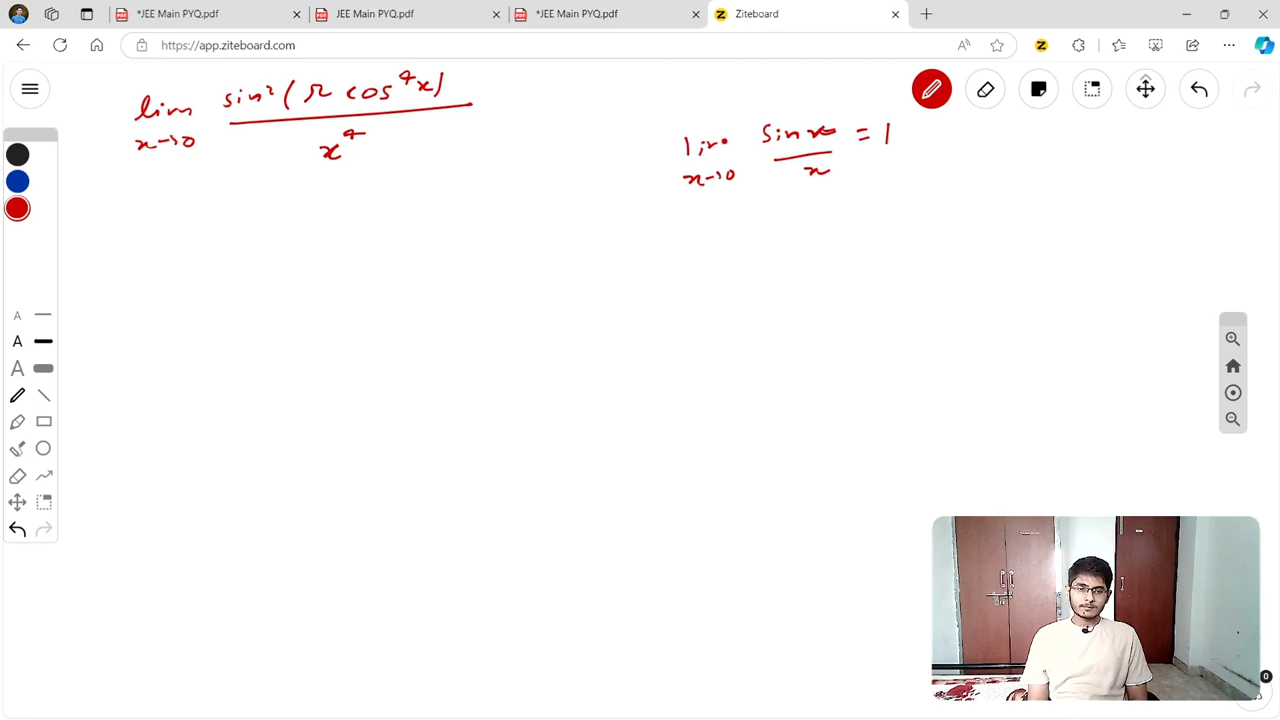 *JEE Main PYQ.pdf
JEE Main PYQ.pdf
*JEE Main PYQ.pdf
Ziteboard
https://app.ziteboard.com
lim x→0 sin²(π cos⁴x) / x⁴
lim x→0 sin x / x = 1
A
A
A
0